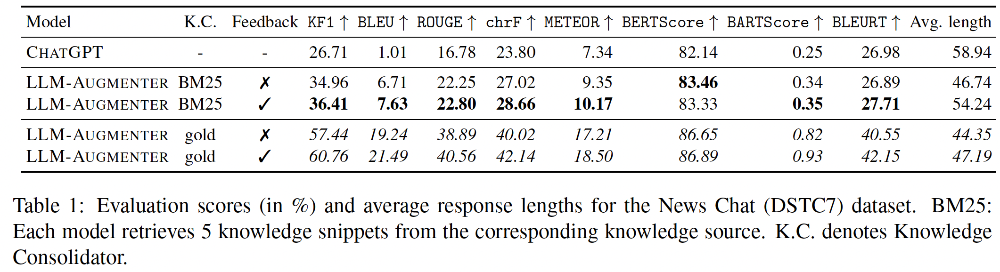 Model K.C. Feedback KF1 ↑ BLEU ↑ ROUGE ↑ chrF ↑ METEOR ↑ BERTScore ↑ BARTScore ↑ BLEURT ↑ Avg. length
CHATGPT - - 26.71 1.01 16.78 23.80 7.34 82.14 0.25 26.98 58.94
LLM-AUGMENTER BM25 ✗ 34.96 6.71 22.25 27.02 9.35 83.46 0.34 26.89 46.74
LLM-AUGMENTER BM25 ✓ 36.41 7.63 22.80 28.66 10.17 83.33 0.35 27.71 54.24
LLM-AUGMENTER gold ✗ 57.44 19.24 38.89 40.02 17.21 86.65 0.82 40.55 44.35
LLM-AUGMENTER gold ✓ 60.76 21.49 40.56 42.14 18.50 86.89 0.93 42.15 47.19
Table 1: Evaluation scores (in %) and average response lengths for the News Chat (DSTC7) dataset. BM25:
Each model retrieves 5 knowledge snippets from the corresponding knowledge source. K.C. denotes Knowledge
Consolidator.